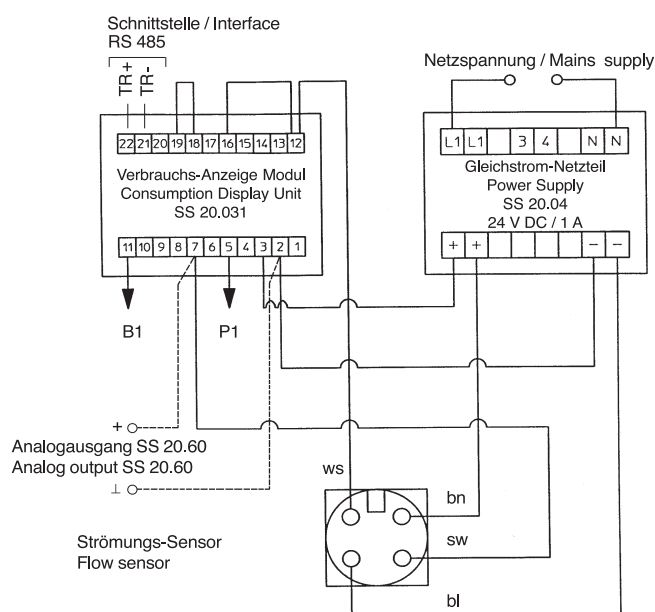 Schnittstelle / Interface
RS 485
TR+ TR-
22 21 20 19 18 17 16 15 14 13 12
Verbrauchs-Anzeige Modul
Consumption Display Unit
SS 20.031
11 10 9 8 7 6 5 4 3 2 1
B1 P1
Netzspannung / Mains supply
L1 L1 3 4 N N
Gleichstrom-Netzteil
Power Supply
SS 20.04
24 V DC / 1 A
+ + − −
+
Analogausgang SS 20.60
Analog output SS 20.60
⊥
ws
bn
sw
bl
Strömungs-Sensor
Flow sensor